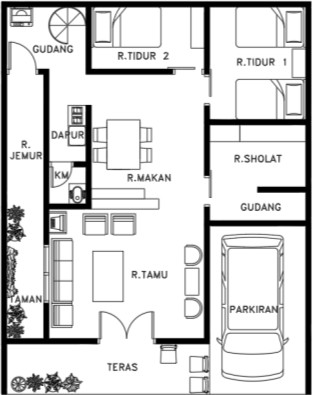 GUDANG
R.TIDUR 2
R.TIDUR 1
DAPUR
R.
JEMUR
R.SHOLAT
KM
R.MAKAN
GUDANG
R.TAMU
TAMAN
PARKIRAN
TERAS